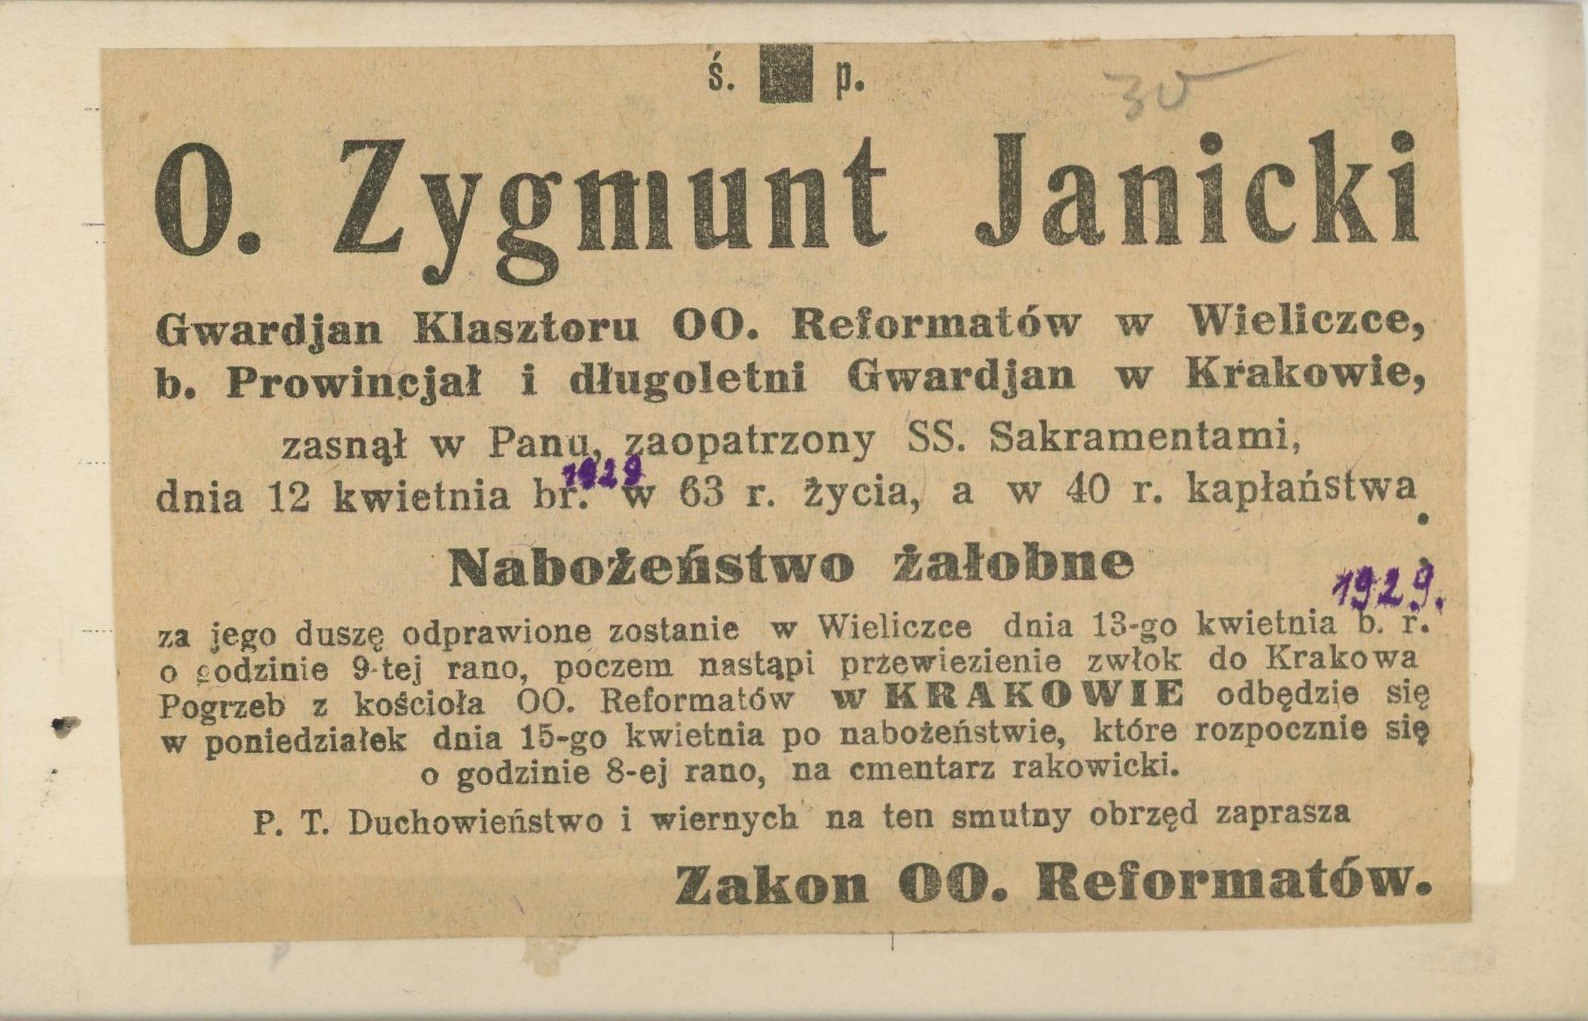 ś. p.
30
O. Zygmunt Janicki
Gwardjan Klasztoru OO. Reformatów w Wieliczce,
b. Prowincjał i długoletni Gwardjan w Krakowie,
zasnął w Panu, zaopatrzony SS. Sakramentami,
1929
dnia 12 kwietnia br. w 63 r. życia, a w 40 r. kapłaństwa.
Nabożeństwo żałobne
1929.
za jego duszę odprawione zostanie w Wieliczce dnia 13-go kwietnia b. r.
o godzinie 9-tej rano, poczem nastąpi przewiezienie zwłok do Krakowa
Pogrzeb z kościoła OO. Reformatów w KRAKOWIE odbędzie się
w poniedziałek dnia 15-go kwietnia po nabożeństwie, które rozpocznie się
o godzinie 8-ej rano, na cmentarz rakowicki.
P. T. Duchowieństwo i wiernych na ten smutny obrzęd zaprasza
Zakon OO. Reformatów.